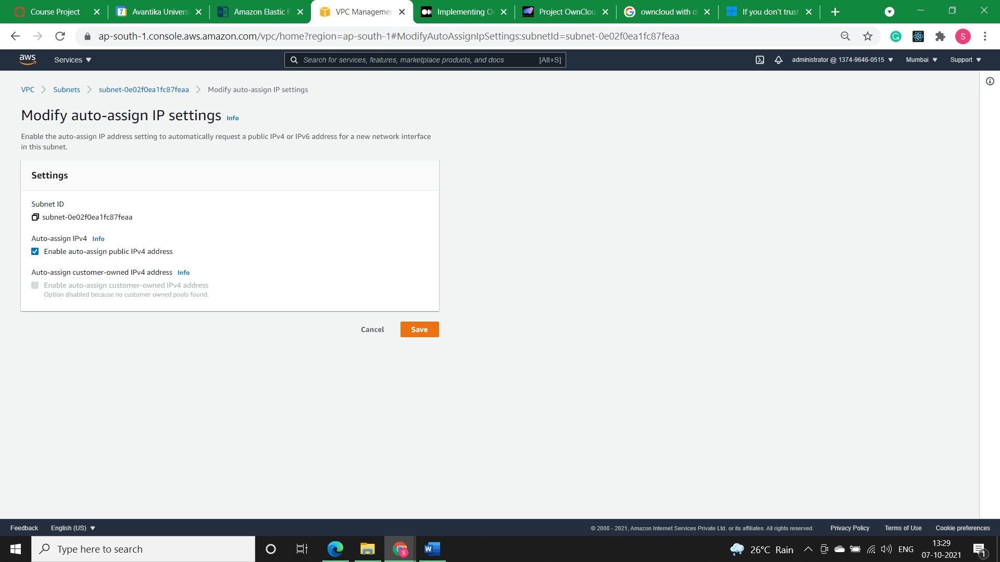 Course Project
7
Avantika Univers
R C
Amazon Elastic F
VPC Managemen
Implementing Ow
Project OwnClou
owncloud with d
If you don't trust
ap-south-1.console.aws.amazon.com/vpc/home?region=ap-south-1#ModifyAutoAssignIpSettings:subnetId=subnet-0e02f0ea1fc87feaa
G
S
aws
Services
Search for services, features, marketplace products, and docs
[Alt+S]
administrator @ 1374-9646-0515
Mumbai
Support
VPC
Subnets
subnet-0e02f0ea1fc87feaa
Modify auto-assign IP settings
Modify auto-assign IP settings Info
Enable the auto-assign IP address setting to automatically request a public IPv4 or IPv6 address for a new network interface
in this subnet.
Settings
Subnet ID
subnet-0e02f0ea1fc87feaa
Auto-assign IPv4 Info
Enable auto-assign public IPv4 address
Auto-assign customer-owned IPv4 address Info
Enable auto-assign customer-owned IPv4 address
Option disabled because no customer owned pools found.
Cancel
Save
Feedback
English (US)
© 2008 - 2021, Amazon Internet Services Private Ltd. or its affiliates. All rights reserved.
Privacy Policy
Terms of Use
Cookie preferences
Type here to search
S
W
26°C Rain
ENG
13:29
07-10-2021
1